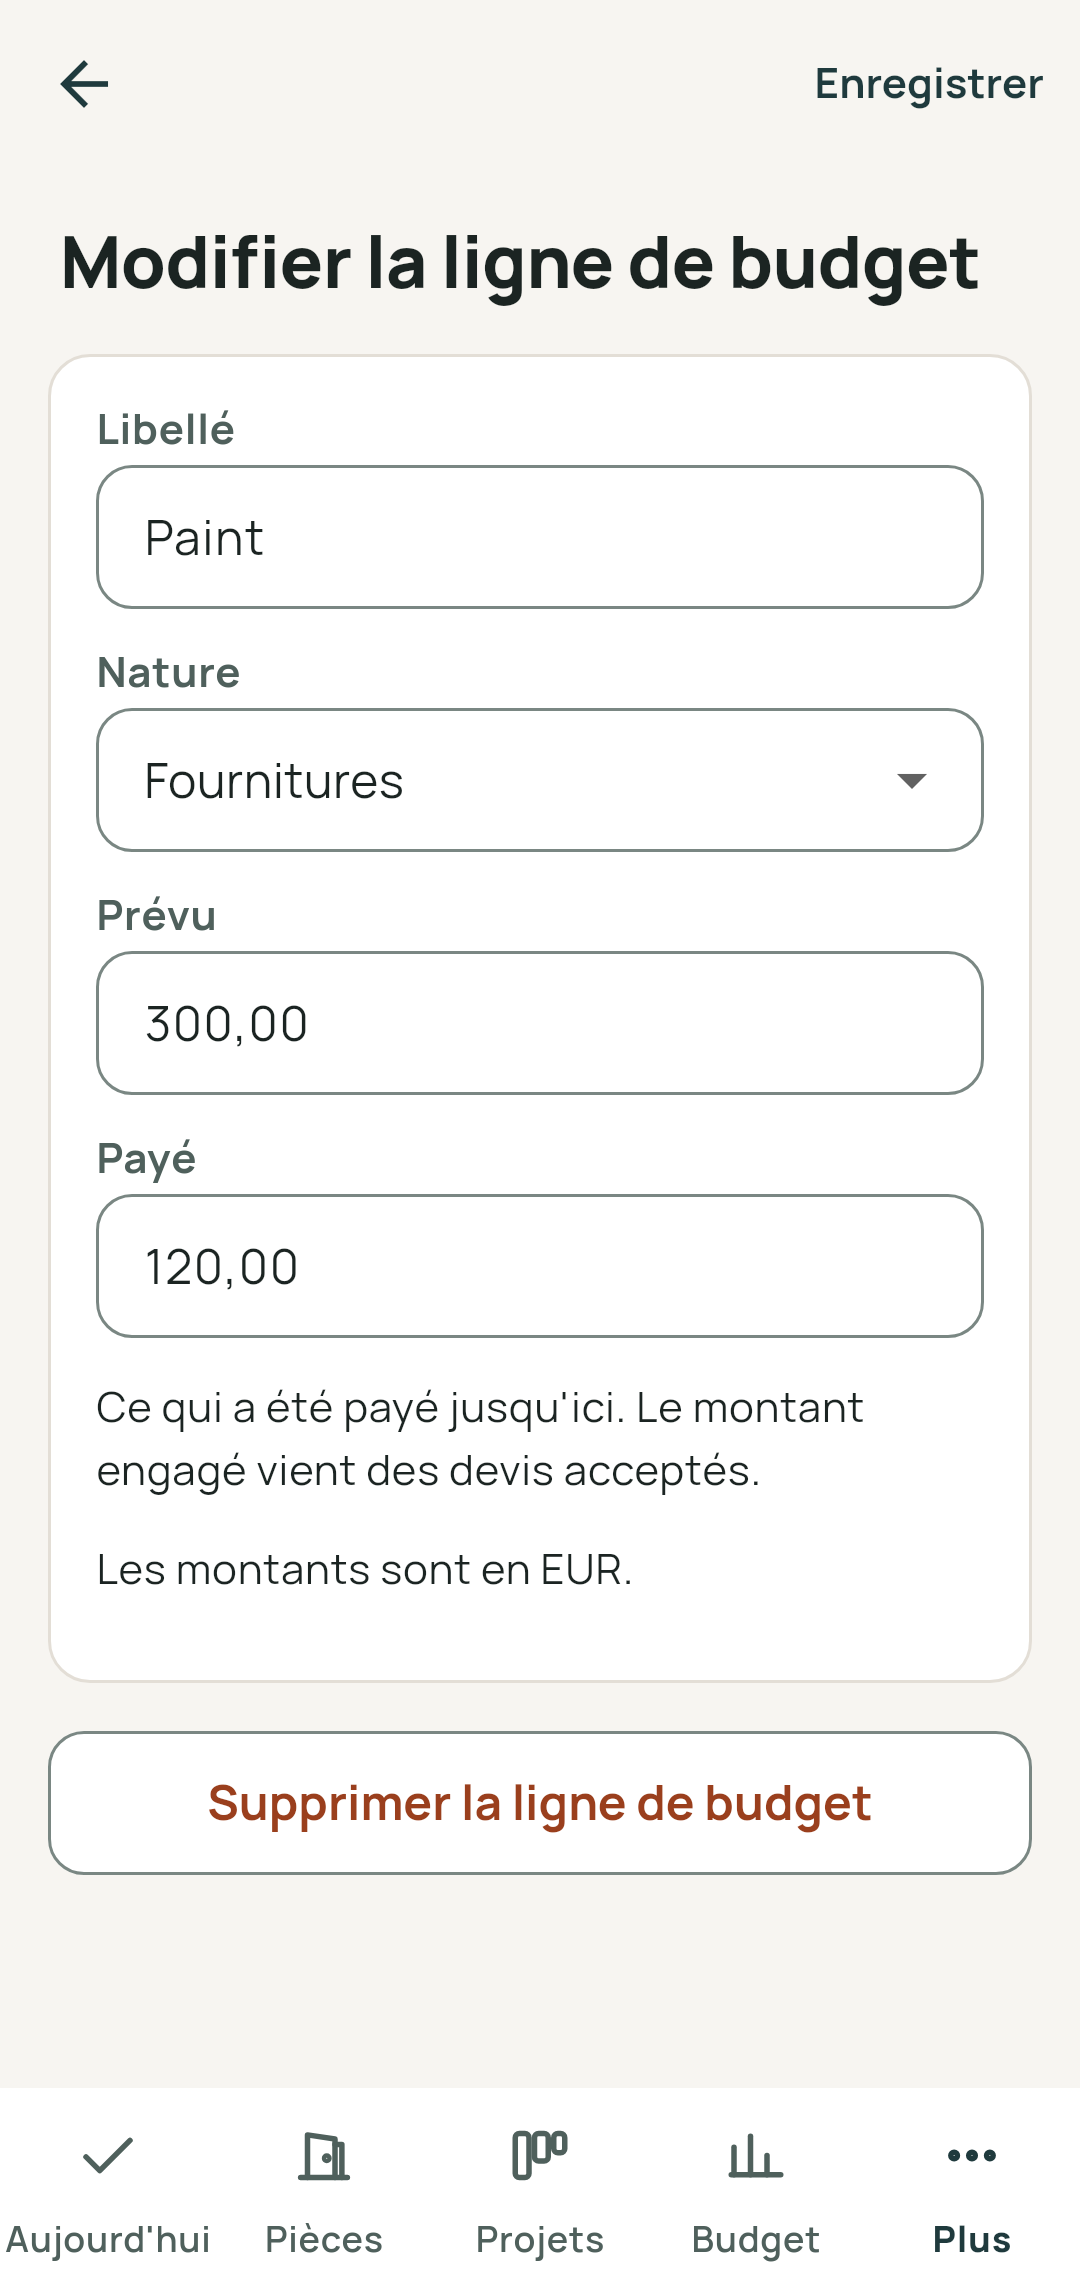 Enregistrer
Modifier la ligne de budget
Libellé
Paint
Nature
Fournitures
Prévu
300,00
Payé
120,00
Ce qui a été payé jusqu'ici. Le montant
engagé vient des devis acceptés.
Les montants sont en EUR.
Supprimer la ligne de budget
Aujourd'hui
Pièces
Projets
Budget
Plus